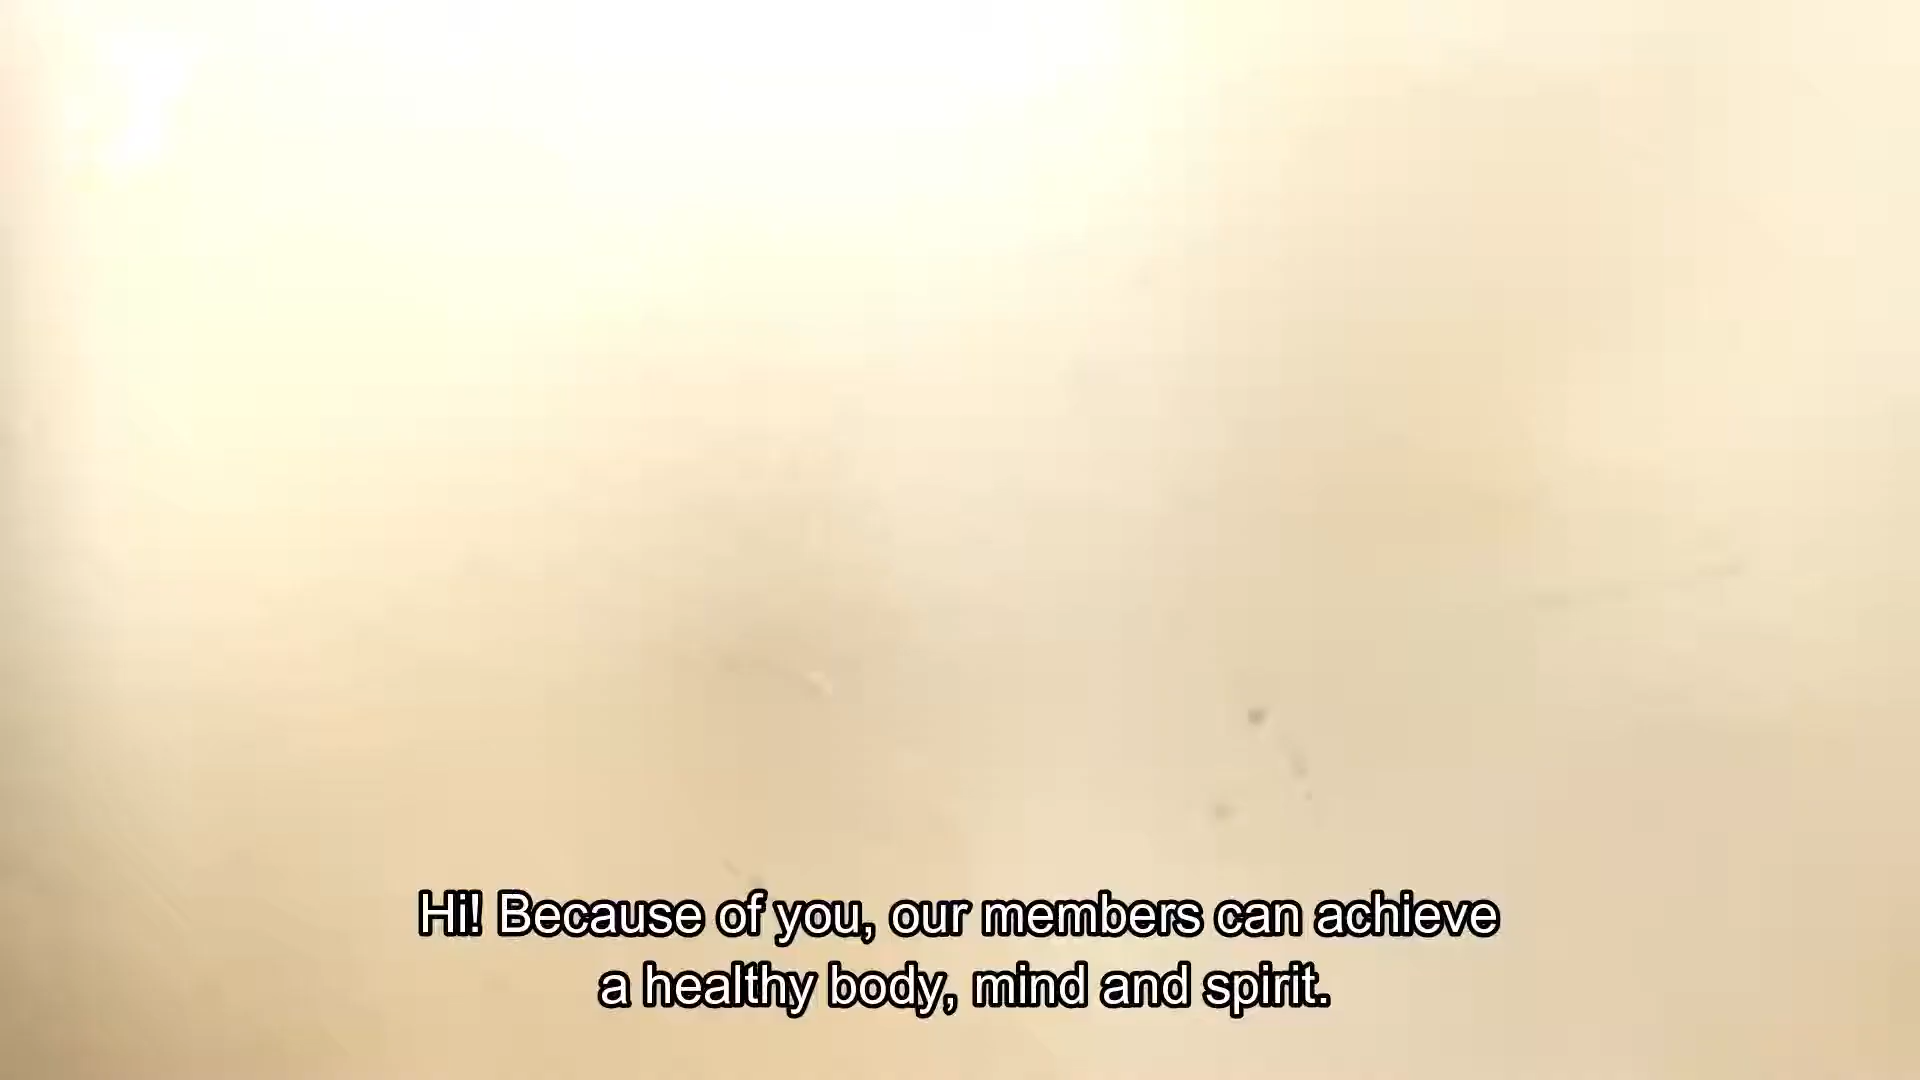 Hi! Because of you, our members can achieve
a healthy body, mind and spirit.